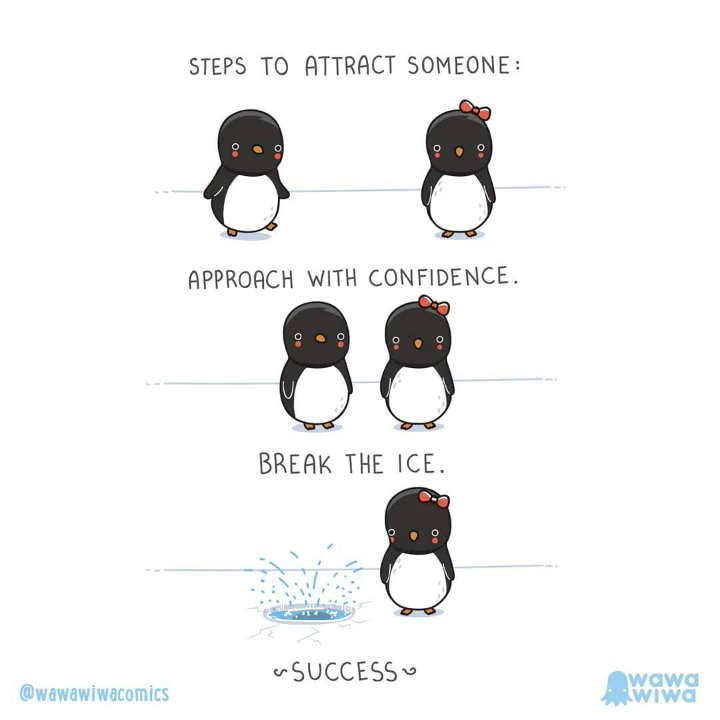 STEPS TO ATTRACT SOMEONE:
APPROACH WITH CONFIDENCE.
BREAK THE ICE.
~SUCCESS~
@wawawiwacomics
wawa
wiwa